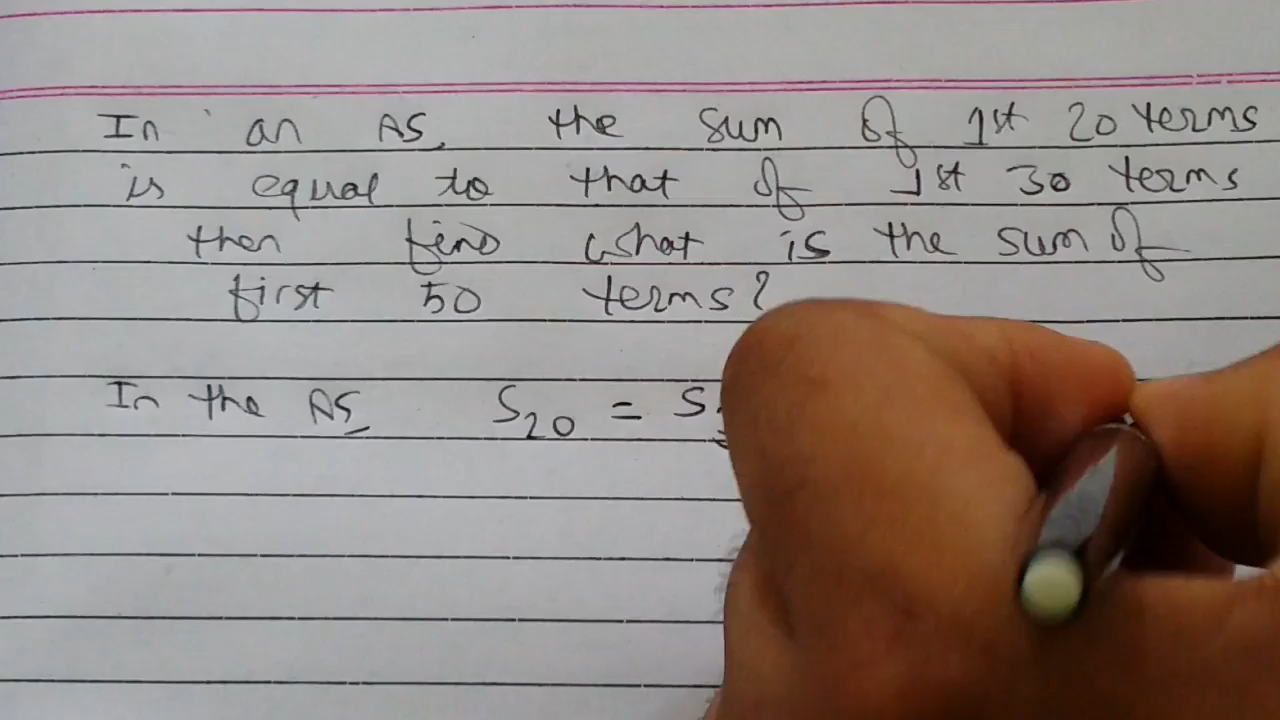 In an AS, the sum of 1st 20 terms
is equal to that of 1st 30 terms
then find what is the sum of
first 50 terms?
In the AS S20 = S